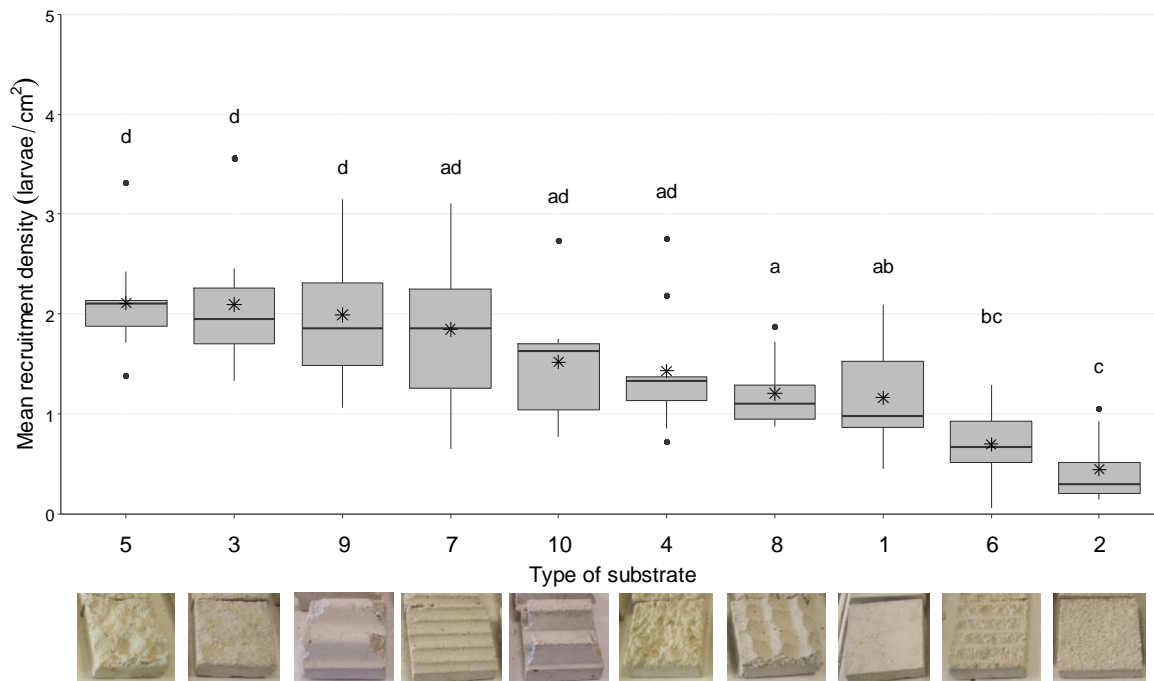 5
4
3
2
1
0
Mean recruitment density (larvae/cm²)
d
d
d
ad
ad
ad
a
ab
bc
c
5 3 9 7 10 4 8 1 6 2
Type of substrate